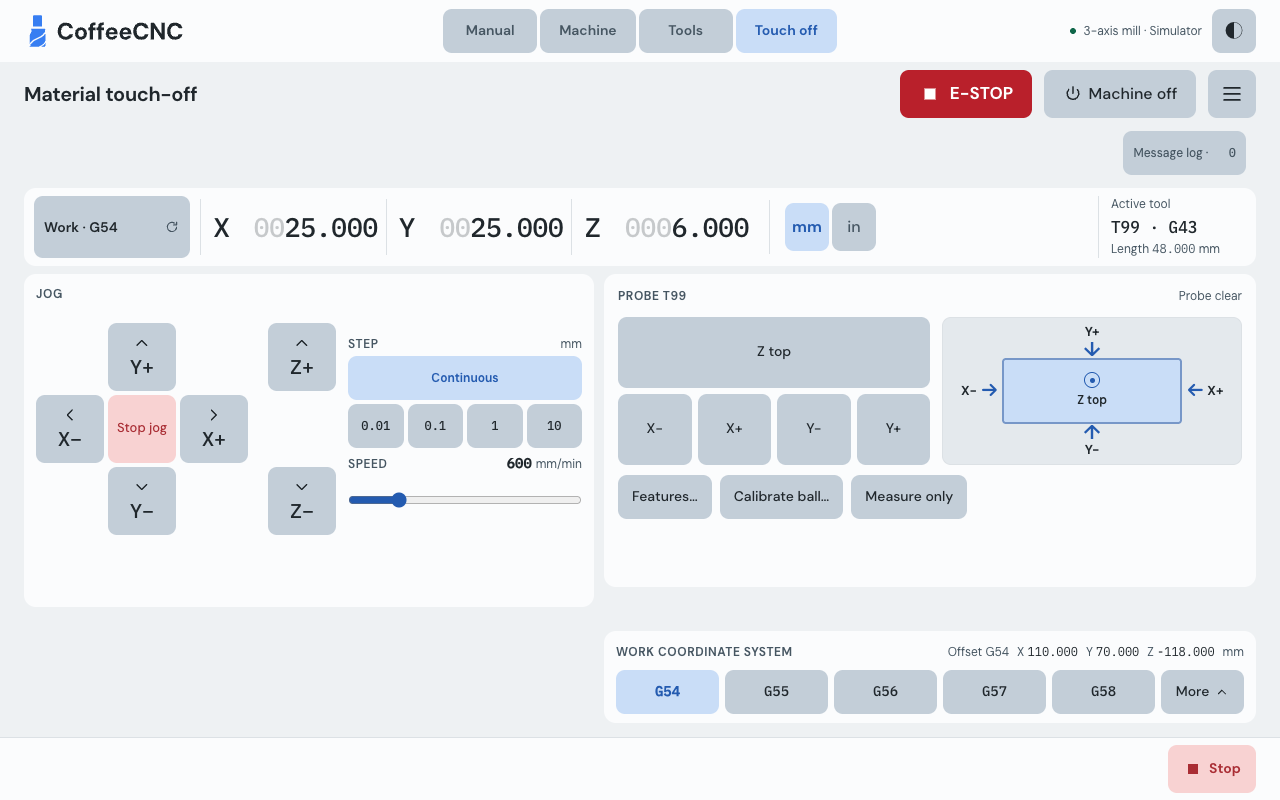 CoffeeCNC
Manual
Machine
Tools
Touch off
3-axis mill · Simulator
Material touch-off
E-STOP
Machine off
Message log · 0
Work · G54
X 0025.000
Y 0025.000
Z 0006.000
mm
in
Active tool
T99 · G43
Length 48.000 mm
JOG
Y+
Z+
X−
Stop jog
X+
Y−
Z−
STEP mm
Continuous
0.01
0.1
1
10
SPEED 600 mm/min
PROBE T99
Probe clear
Z top
X−
X+
Y−
Y+
Y+
X−
Z top
X+
Y−
Features…
Calibrate ball…
Measure only
WORK COORDINATE SYSTEM
Offset G54 X 110.000 Y 70.000 Z -118.000 mm
G54
G55
G56
G57
G58
More
Stop